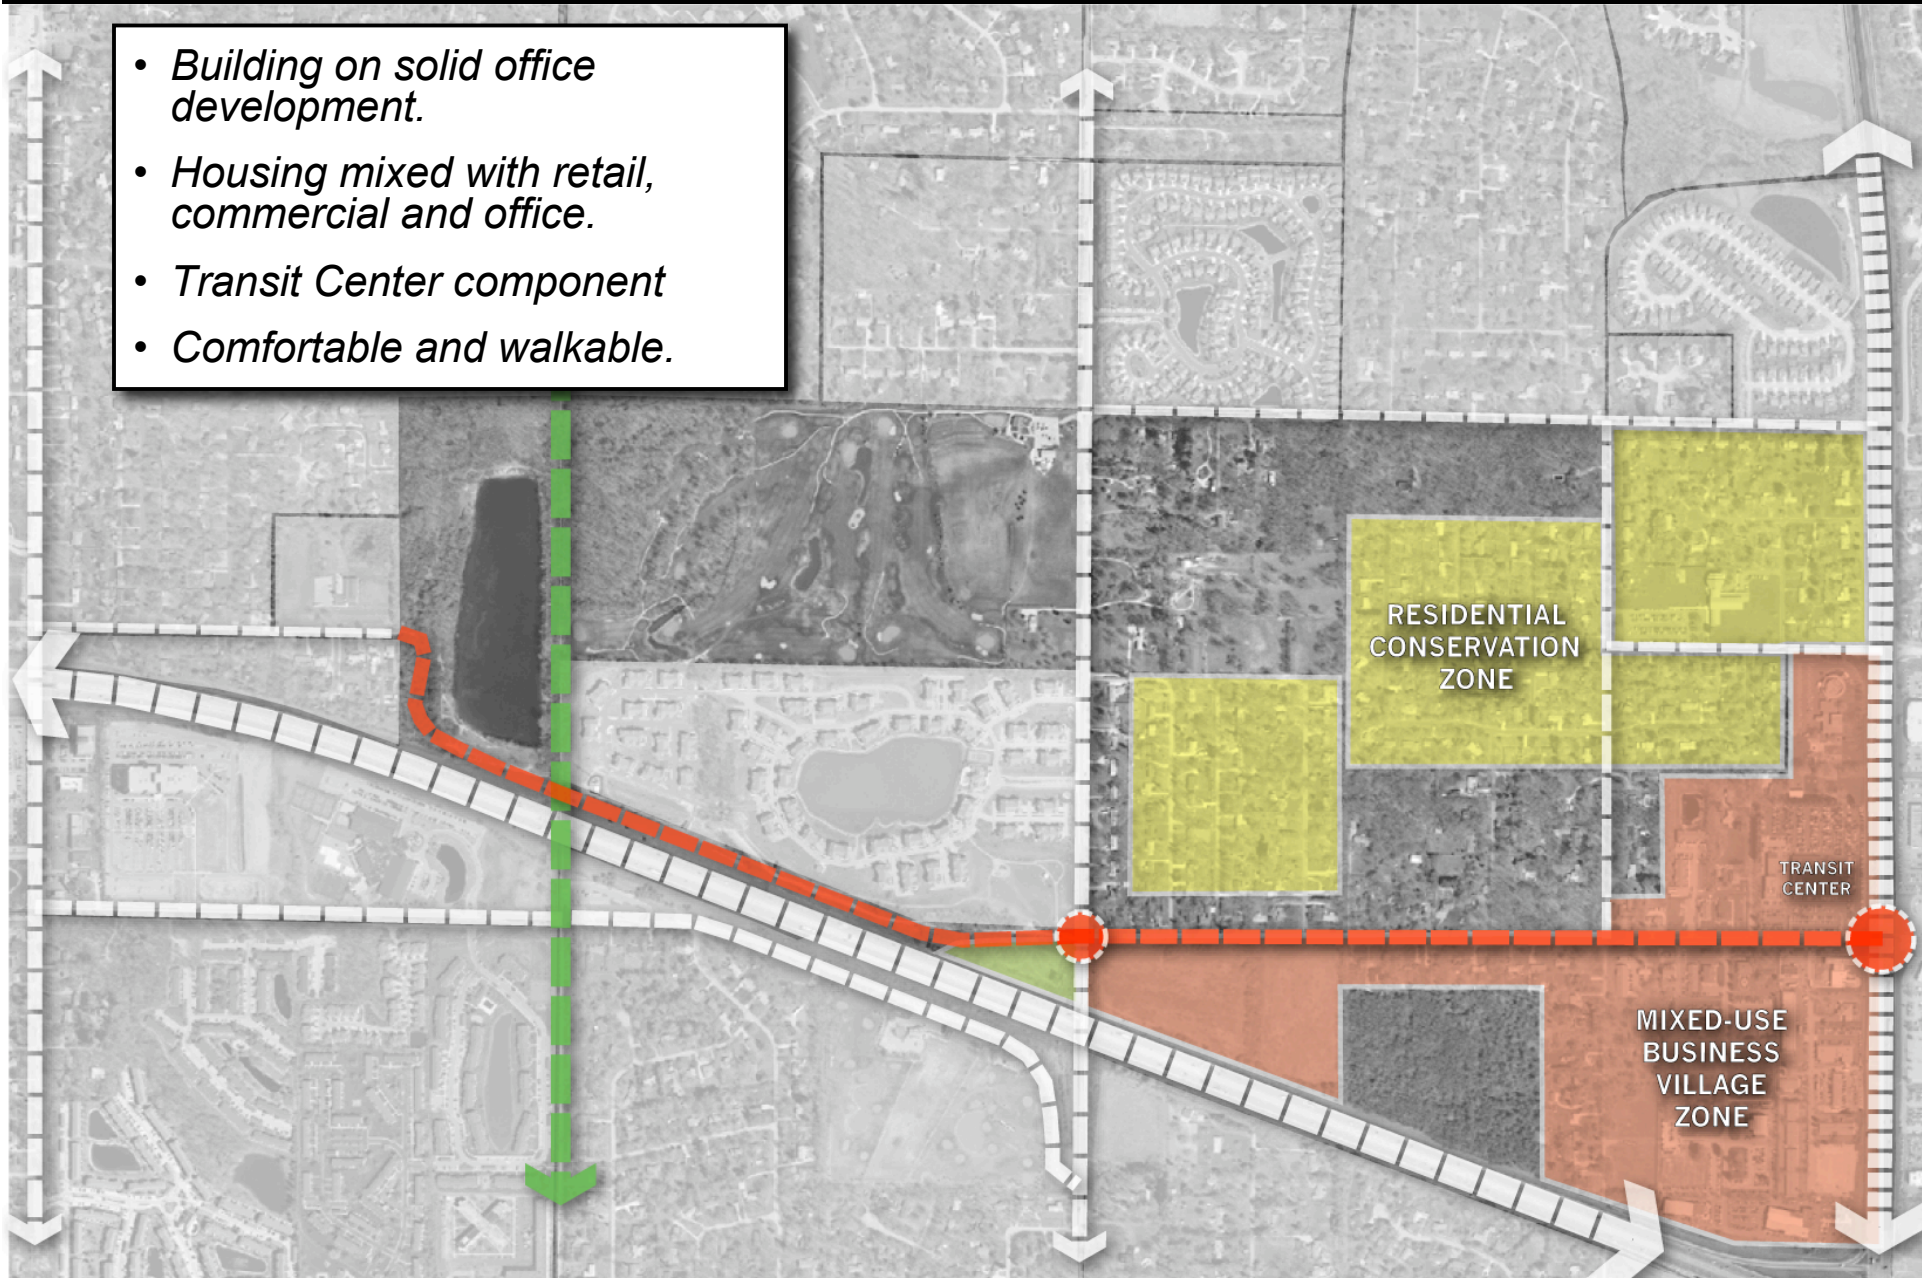 • Building on solid office
development.
• Housing mixed with retail,
commercial and office.
• Transit Center component
• Comfortable and walkable.
RESIDENTIAL
CONSERVATION
ZONE
TRANSIT
CENTER
MIXED-USE
BUSINESS
VILLAGE
ZONE